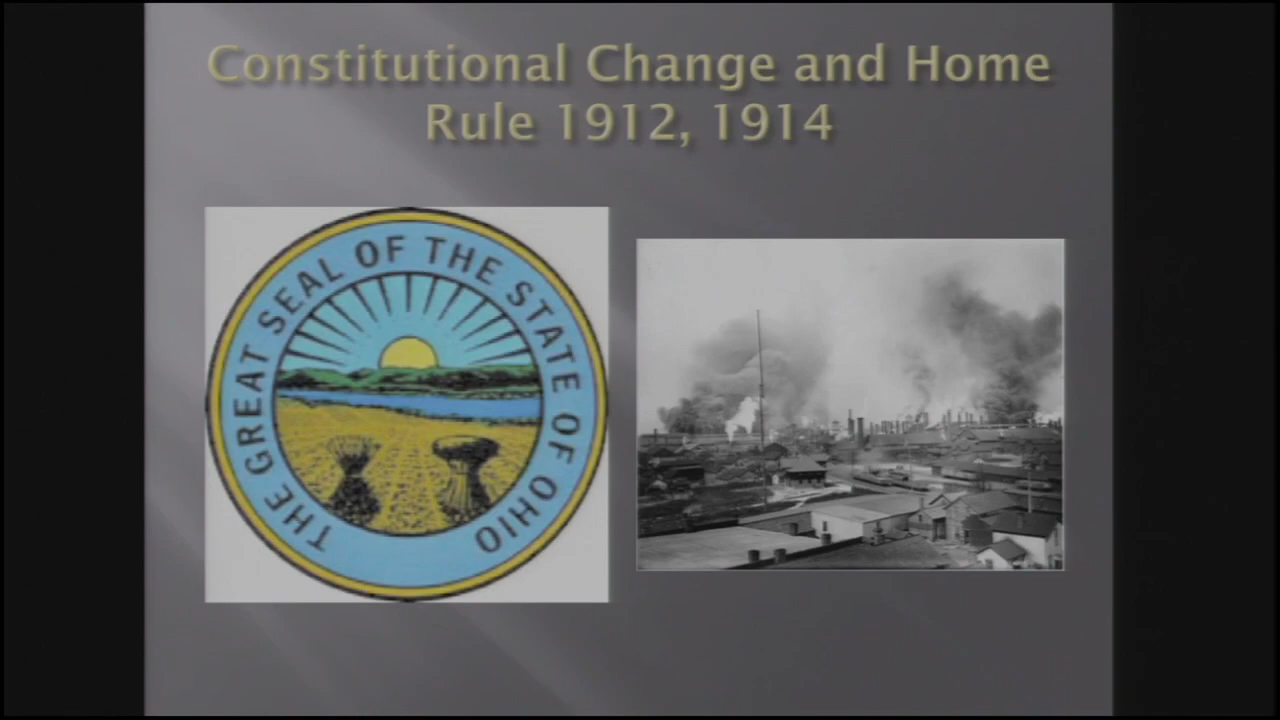 Constitutional Change and Home
Rule 1912, 1914
THE GREAT SEAL OF THE STATE OF OHIO